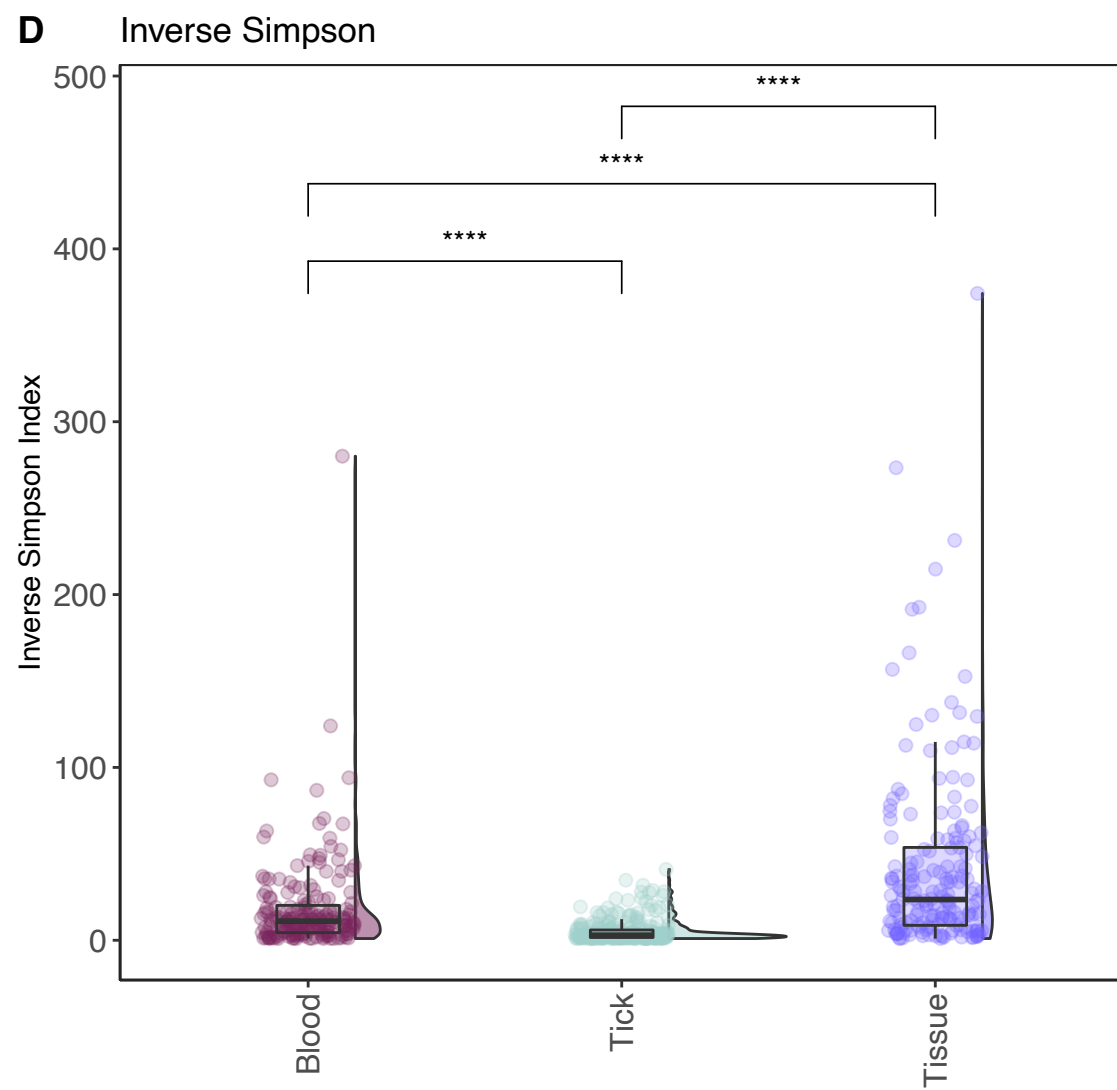 D Inverse Simpson
500
****
****
400
****
300
Inverse Simpson Index
200
100
0
Blood
Tick
Tissue